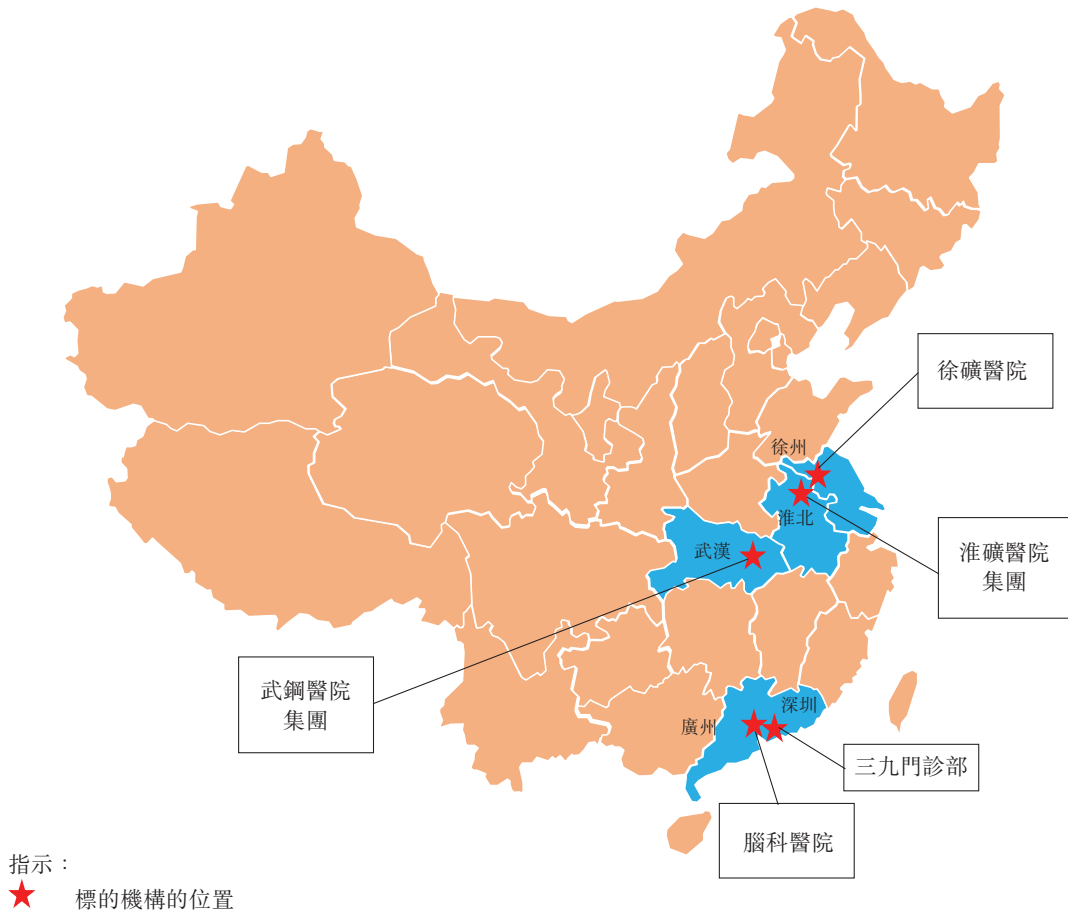 徐礦醫院
徐州
淮北
淮礦醫院
集團
武漢
武鋼醫院
集團
深圳
廣州
三九門診部
腦科醫院
指示：
標的機構的位置